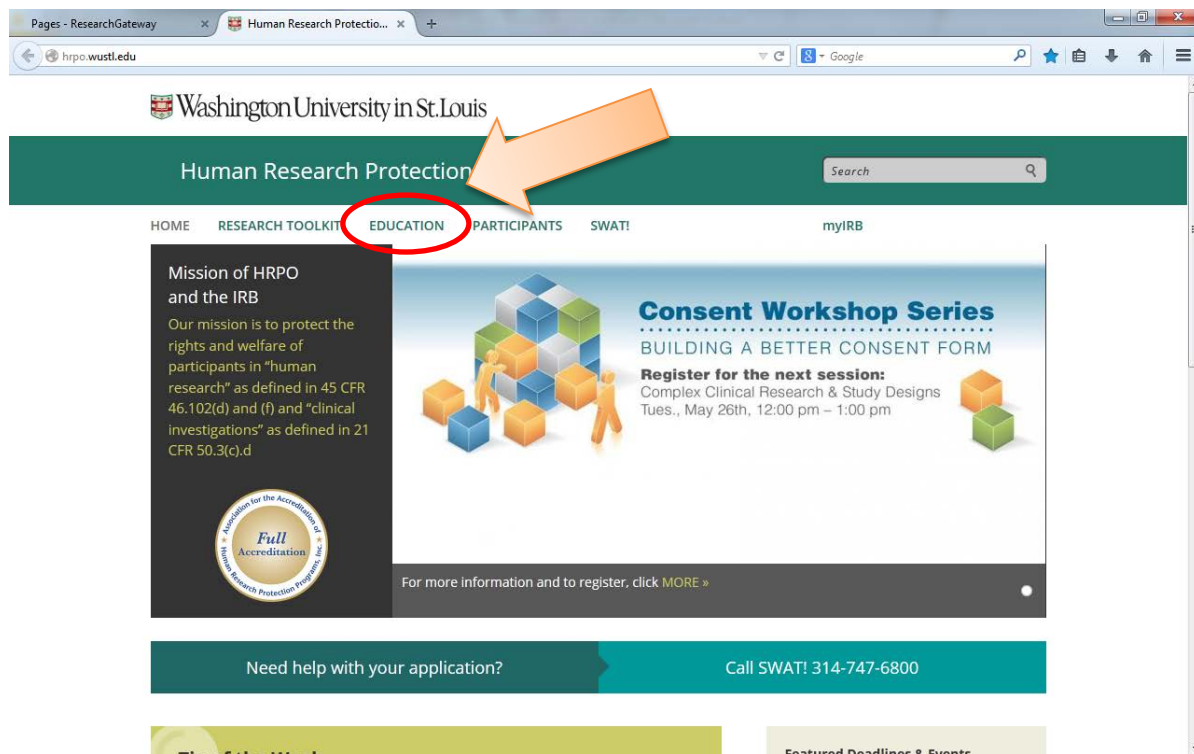 Pages - ResearchGateway
Human Research Protectio...
hrpo.wustl.edu
8 Google
Washington University in St.Louis
Human Research Protection
Search
HOME RESEARCH TOOLKIT EDUCATION PARTICIPANTS SWAT! myIRB
Mission of HRPO
and the IRB
Our mission is to protect the
rights and welfare of
participants in "human
research" as defined in 45 CFR
46.102(d) and (f) and "clinical
investigations" as defined in 21
CFR 50.3(c).d
Association for the Accreditation of
Human Research Protection Programs, Inc.
Full
Accreditation
Consent Workshop Series
BUILDING A BETTER CONSENT FORM
Register for the next session:
Complex Clinical Research & Study Designs
Tues., May 26th, 12:00 pm – 1:00 pm
For more information and to register, click MORE »
Need help with your application?
Call SWAT! 314-747-6800
Featured Deadlines & Events